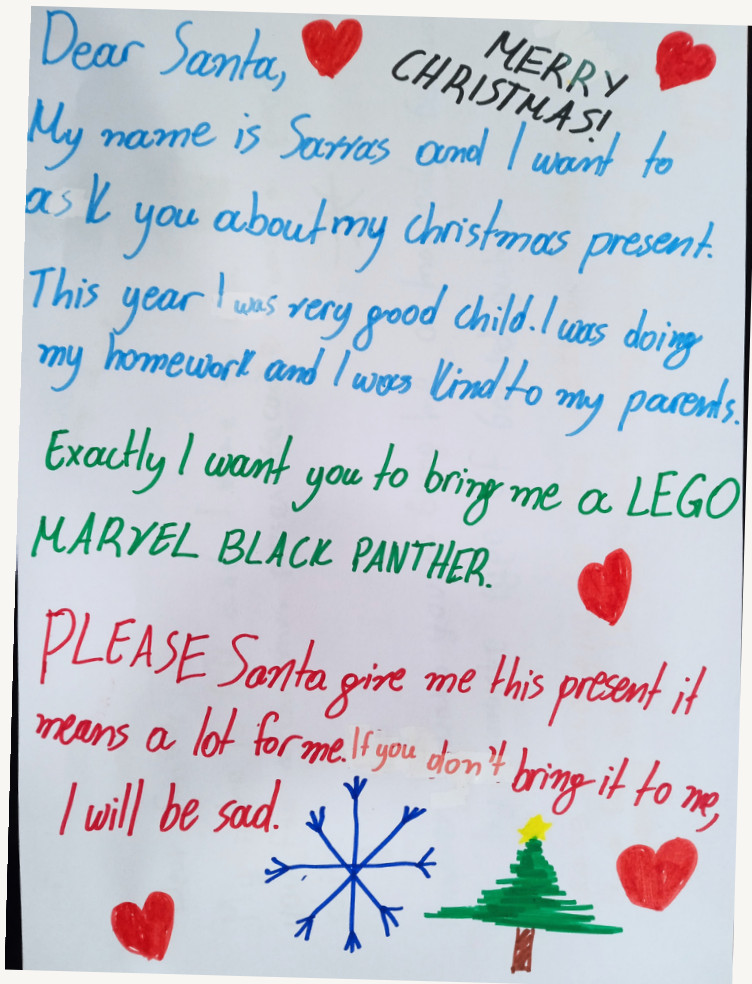 Dear Santa,
MERRY
CHRISTMAS!
My name is Sarras and I want to
ask you about my christmas present.
This year I was very good child. I was doing
my homework and I was kind to my parents.
Exactly I want you to bring me a LEGO
MARVEL BLACK PANTHER.
PLEASE Santa give me this present it
means a lot for me. If you don't bring it to me,
I will be sad.